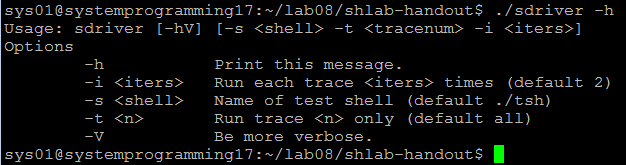 sys01@systemprogramming17:~/lab08/shlab-handout$ ./sdriver -h
Usage: sdriver [-hV] [-s <shell> -t <tracenum> -i <iters>]
Options
        -h           Print this message.
        -i <iters>   Run each trace <iters> times (default 2)
        -s <shell>   Name of test shell (default ./tsh)
        -t <n>       Run trace <n> only (default all)
        -V           Be more verbose.
sys01@systemprogramming17:~/lab08/shlab-handout$